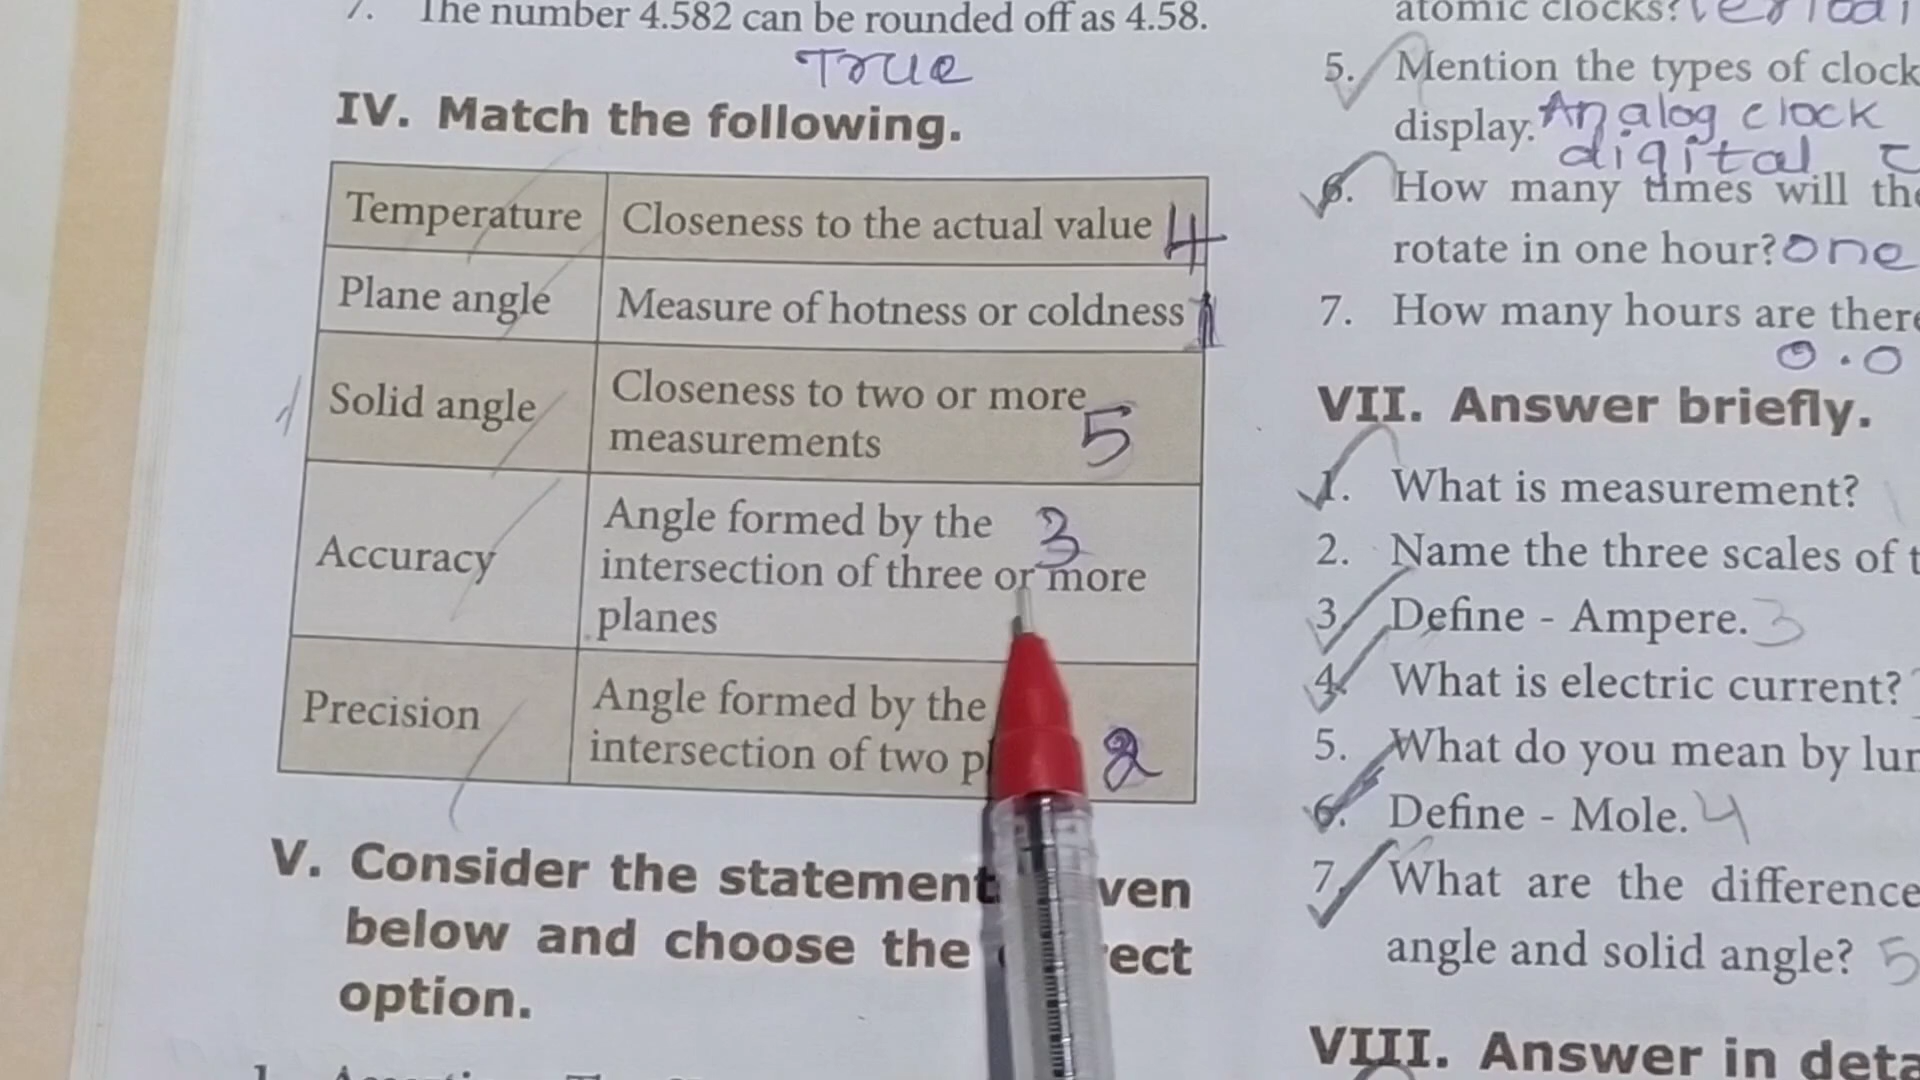 7. The number 4.582 can be rounded off as 4.58.
True
IV. Match the following.
Temperature Closeness to the actual value 4
Plane angle Measure of hotness or coldness 1
Solid angle Closeness to two or more
measurements 5
Accuracy Angle formed by the 3
intersection of three or more
planes
Precision Angle formed by the
intersection of two 2
V. Consider the statement
below and choose the
option.
atomic clocks?
5. Mention the types of clock
display. Analog clock
digital
6. How many times will the
rotate in one hour? one
7. How many hours are there
0.0
VII. Answer briefly.
1. What is measurement?
2. Name the three scales of
3. Define - Ampere. 3
4. What is electric current?
5. What do you mean by
6. Define - Mole. 4
7. What are the difference
angle and solid angle? 5
VIII. Answer in